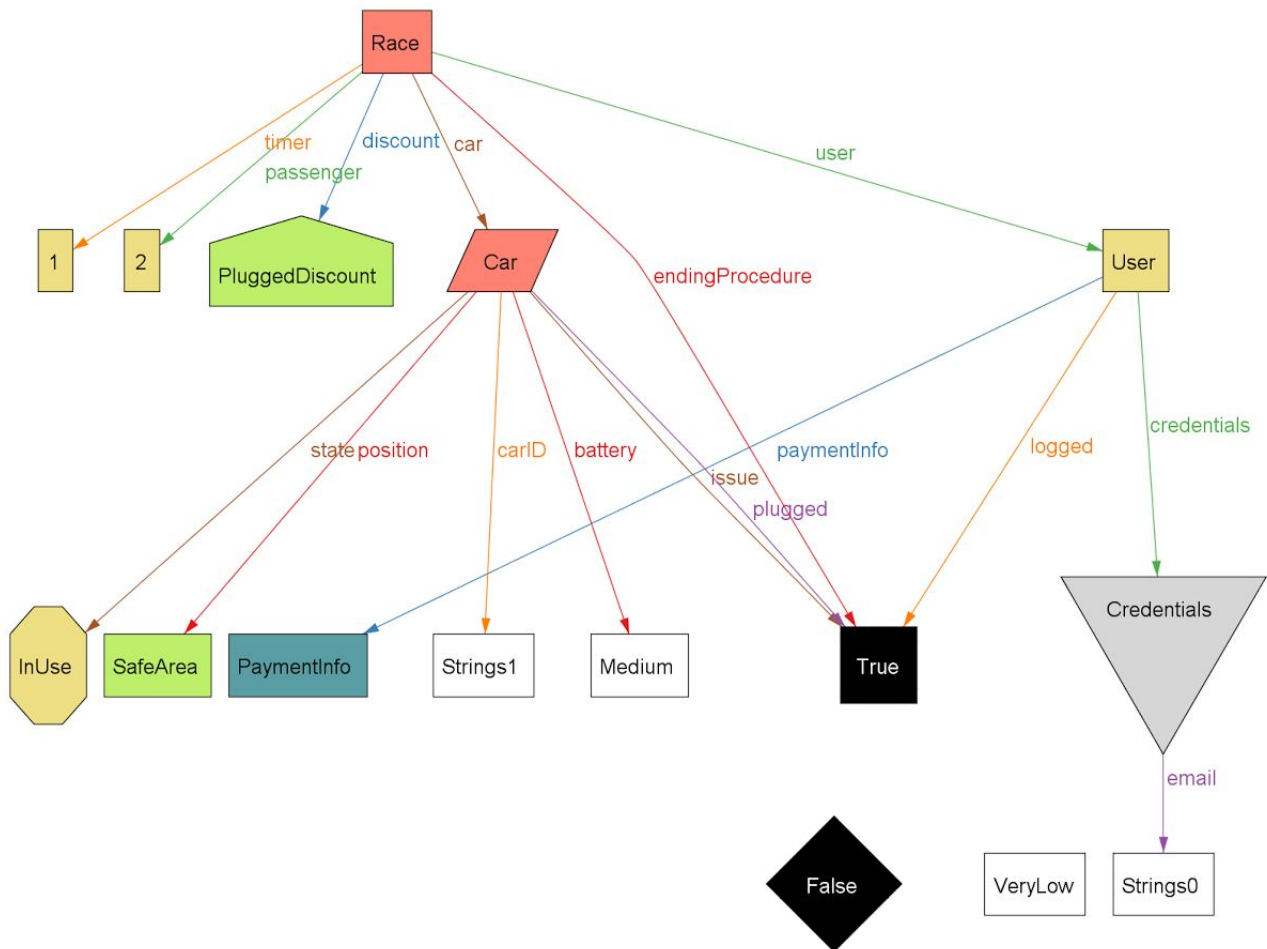 Race
timer
discount
car
passenger
user
1
2
PluggedDiscount
Car
endingProcedure
User
state
position
carID
battery
issue
plugged
paymentInfo
logged
credentials
InUse
SafeArea
PaymentInfo
Strings1
Medium
True
Credentials
email
False
VeryLow
Strings0